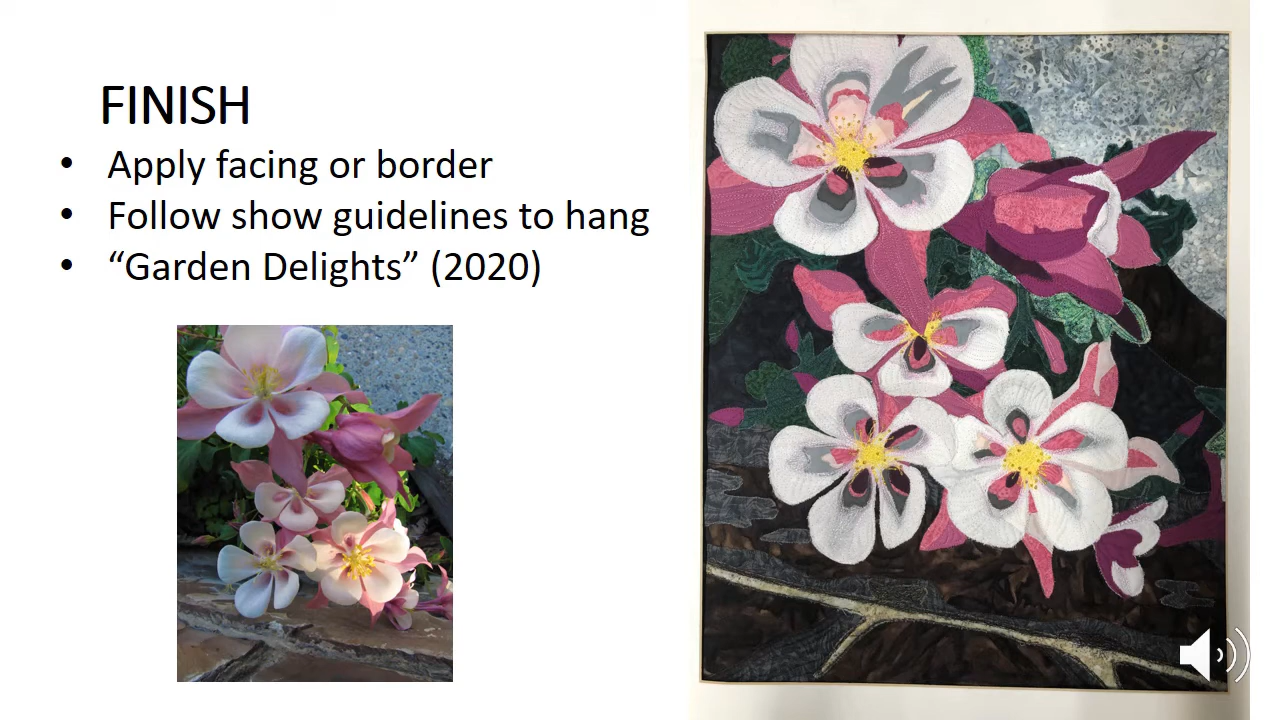 FINISH
• Apply facing or border
• Follow show guidelines to hang
• “Garden Delights” (2020)